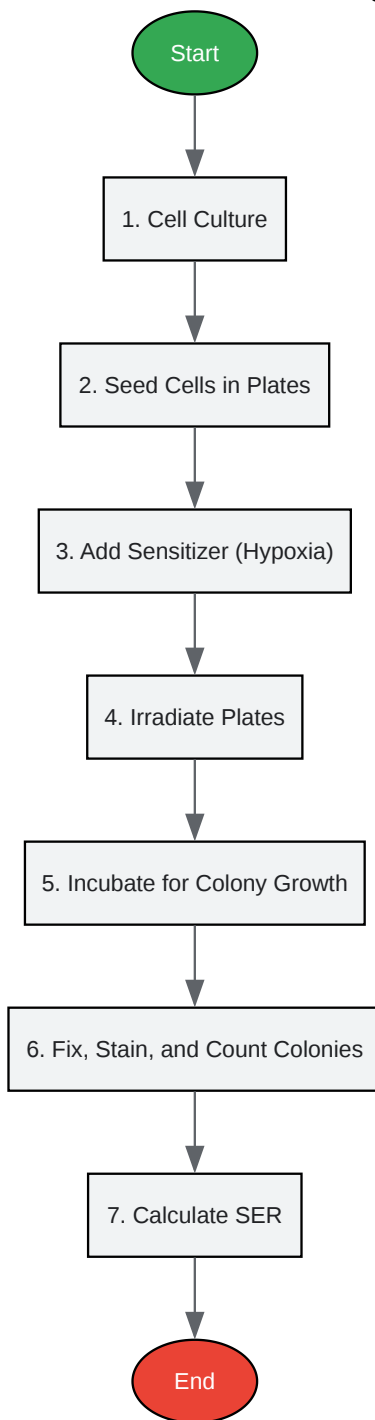 Start
1. Cell Culture
2. Seed Cells in Plates
3. Add Sensitizer (Hypoxia)
4. Irradiate Plates
5. Incubate for Colony Growth
6. Fix, Stain, and Count Colonies
7. Calculate SER
End